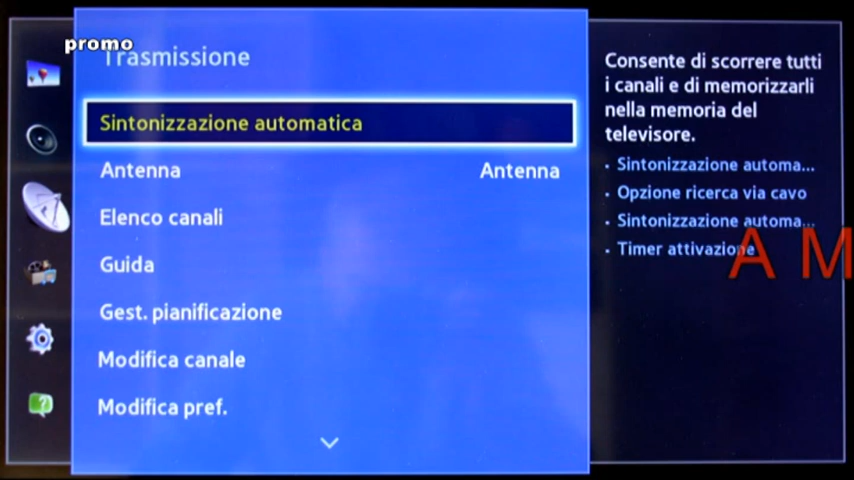 promo
Trasmissione
Sintonizzazione automatica
Antenna Antenna
Elenco canali
Guida
Gest. pianificazione
Modifica canale
Modifica pref.
Consente di scorrere tutti
i canali e di memorizzarli
nella memoria del
televisore.
· Sintonizzazione automa...
· Opzione ricerca via cavo
· Sintonizzazione automa...
· Timer attivazione
A M